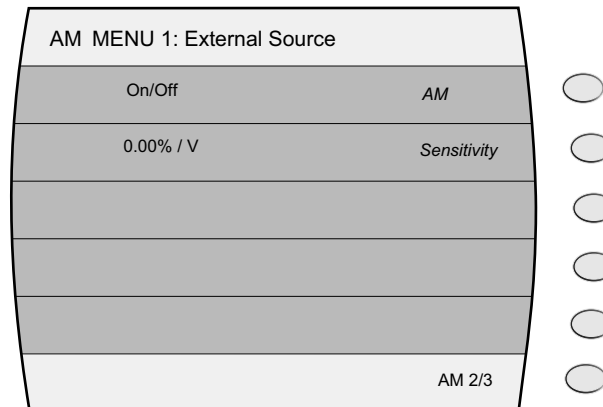 AM MENU 1: External Source
On/Off AM
0.00% / V Sensitivity
AM 2/3